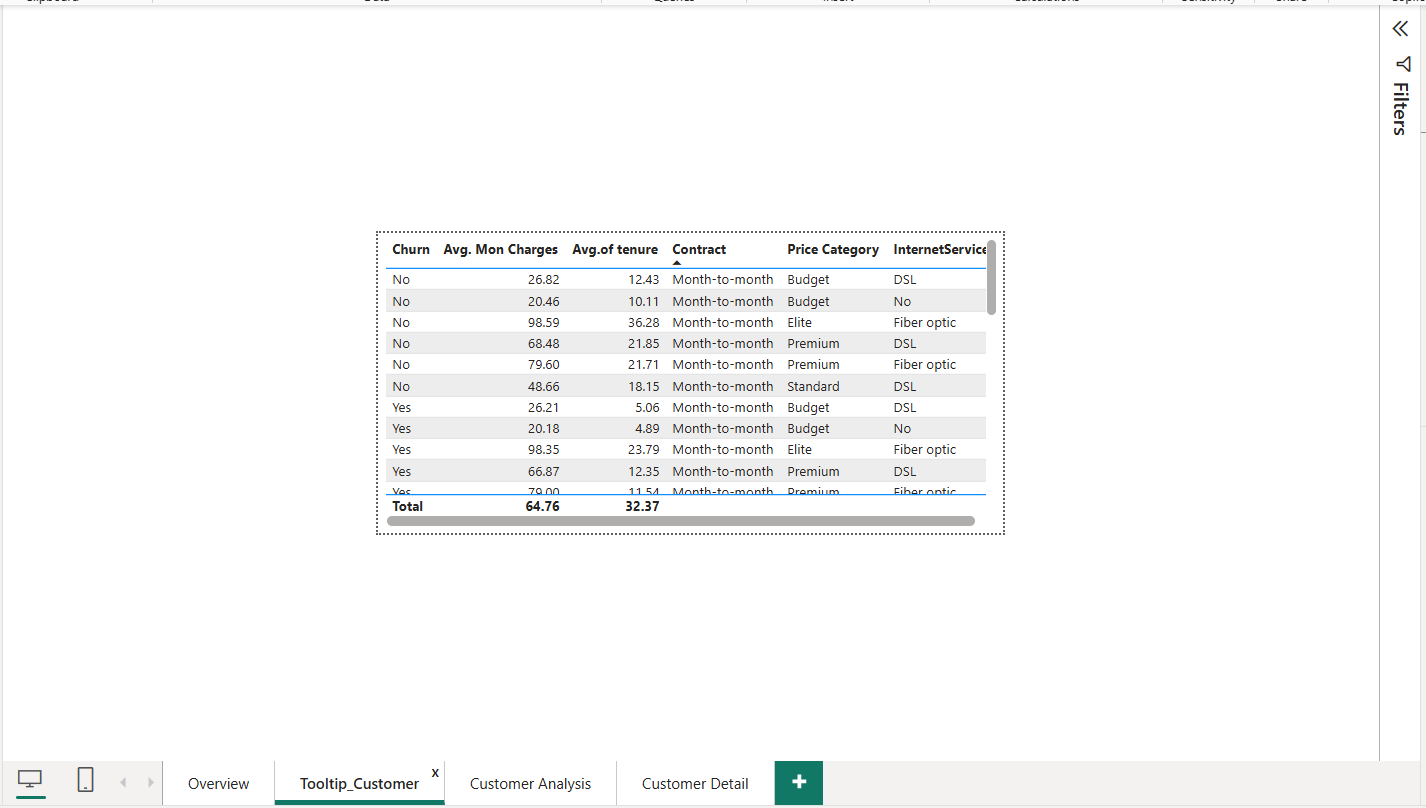 Clipboard Data Queries Insert Calculations Sensitivity Share
Filters
Churn Avg. Mon Charges Avg.of tenure Contract Price Category InternetService
No 26.82 12.43 Month-to-month Budget DSL
No 20.46 10.11 Month-to-month Budget No
No 98.59 36.28 Month-to-month Elite Fiber optic
No 68.48 21.85 Month-to-month Premium DSL
No 79.60 21.71 Month-to-month Premium Fiber optic
No 48.66 18.15 Month-to-month Standard DSL
Yes 26.21 5.06 Month-to-month Budget DSL
Yes 20.18 4.89 Month-to-month Budget No
Yes 98.35 23.79 Month-to-month Elite Fiber optic
Yes 66.87 12.35 Month-to-month Premium DSL
Yes 79.00 11.54 Month-to-month Premium Fiber optic
Total 64.76 32.37
Overview Tooltip_Customer x Customer Analysis Customer Detail +